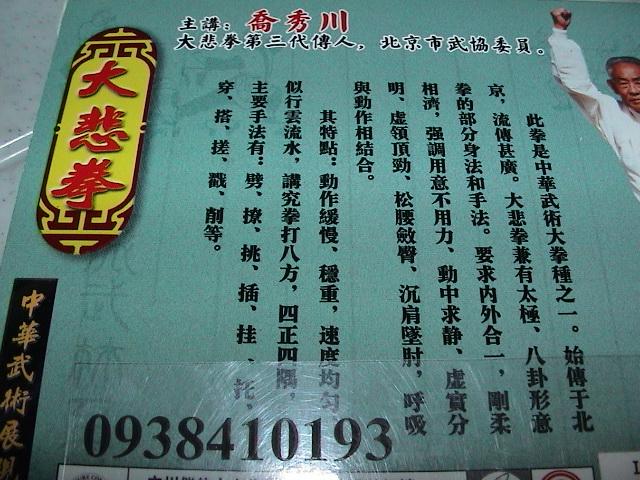 主講：喬秀川
大悲拳第三代傳人，北京市武協委員。
大悲拳
此拳是中華武術大拳種之一。始傳于北
京，流傳甚廣。大悲拳兼有太極、八卦形意
拳的部分身法和手法。要求内外合一，剛柔
相濟，强調用意不用力、動中求静、虚實分
明、虚領頂勁、松腰斂臀、沉肩墜肘，呼吸
與動作相結合。
其特點：動作緩慢、穩重，速度均匀
似行雲流水，講究拳打八方，四正四隅，
主要手法有：劈、撩、挑、插、挂、托、
穿、搭、搓、戳、削等。
中華武術展現
0938410193